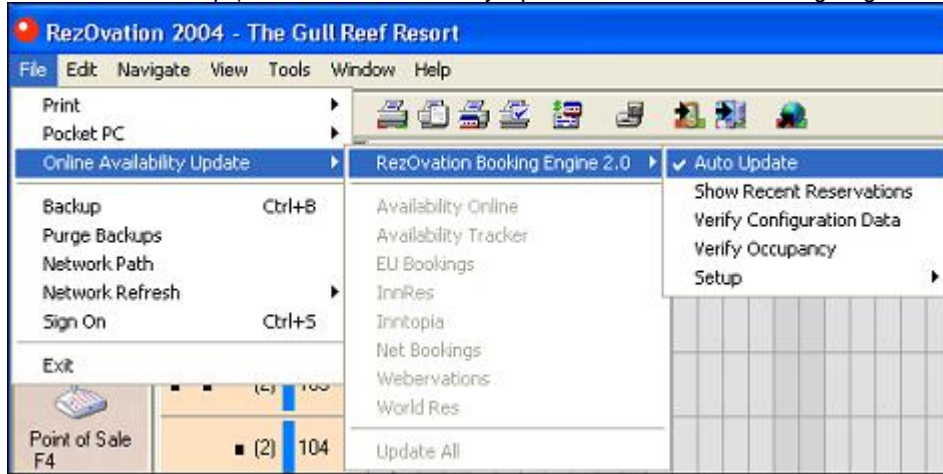 RezOvation 2004 - The Gull Reef Resort
File Edit Navigate View Tools Window Help
Print
Pocket PC
Online Availability Update
Backup Ctrl+B
Purge Backups
Network Path
Network Refresh
Sign On Ctrl+S
Exit
RezOvation Booking Engine 2.0
Availability Online
Availability Tracker
EU Bookings
InnRes
Inntopia
Net Bookings
Webervations
World Res
Update All
Auto Update
Show Recent Reservations
Verify Configuration Data
Verify Occupancy
Setup
Point of Sale
F4
(2) 104